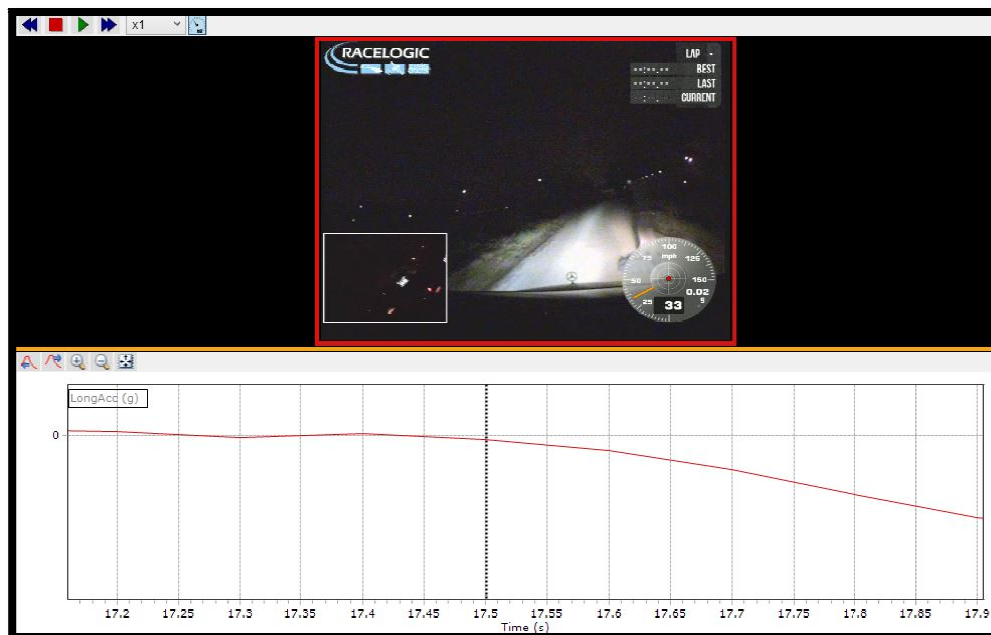 x1
RACELOGIC
LAP -
BEST
LAST
CURRENT
100
75 mph 125
50 150
0.02
25 g
33
LongAcc (g)
0
17.2 17.25 17.3 17.35 17.4 17.45 17.5 17.55 17.6 17.65 17.7 17.75 17.8 17.85 17.9
Time (s)